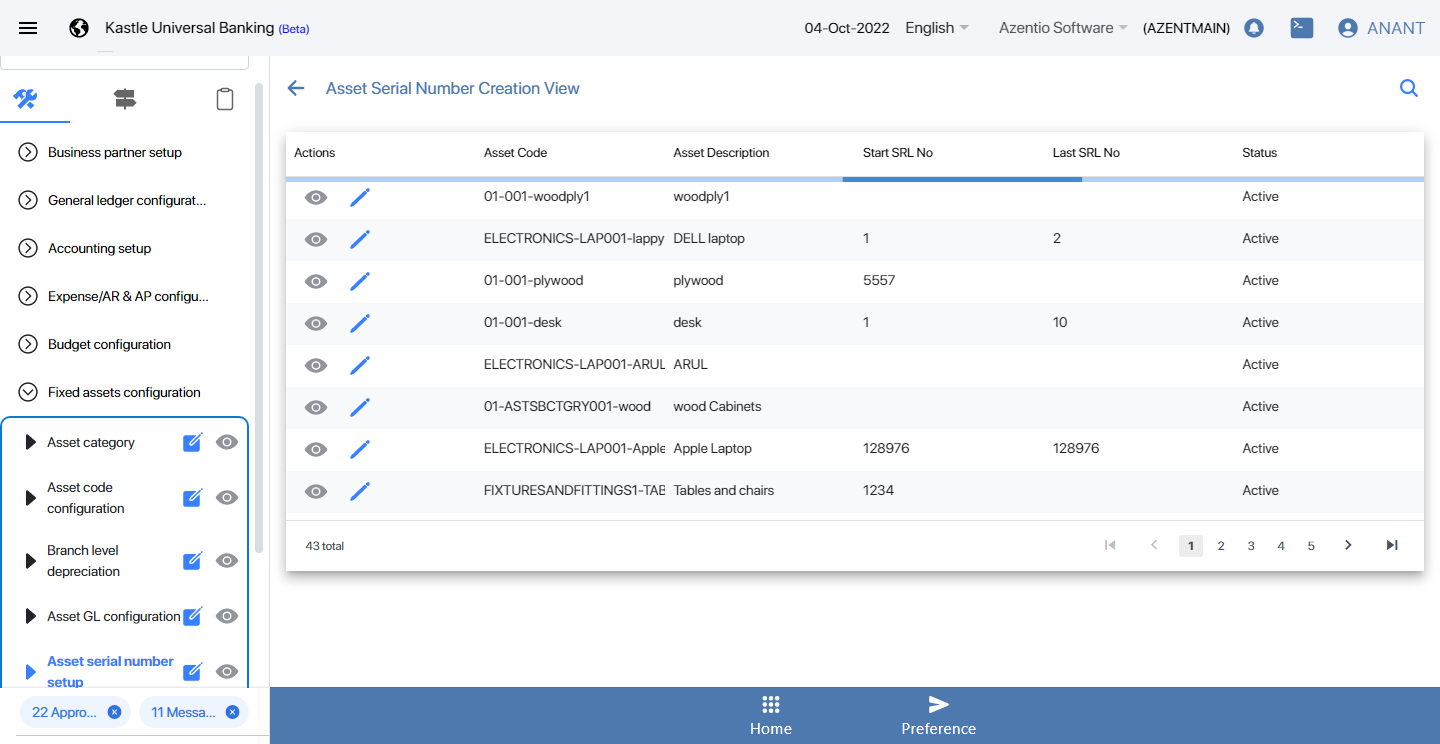 Kastle Universal Banking (Beta)
04-Oct-2022 English Azentio Software (AZENTMAIN) ANANT
Asset Serial Number Creation View
Business partner setup
General ledger configurat...
Accounting setup
Expense/AR & AP configu...
Budget configuration
Fixed assets configuration
Asset category
Asset code
configuration
Branch level
depreciation
Asset GL configuration
Asset serial number
setup
22 Appro... 11 Messa...
Actions Asset Code Asset Description Start SRL No Last SRL No Status
01-001-woodply1 woodply1 Active
ELECTRONICS-LAP001-lappy DELL laptop 1 2 Active
01-001-plywood plywood 5557 Active
01-001-desk desk 1 10 Active
ELECTRONICS-LAP001-ARUL ARUL Active
01-ASTSBCTGRY001-wood wood Cabinets Active
ELECTRONICS-LAP001-Apple Apple Laptop 128976 128976 Active
FIXTURESANDFITTINGS1-TAB Tables and chairs 1234 Active
43 total 1 2 3 4 5
Home Preference